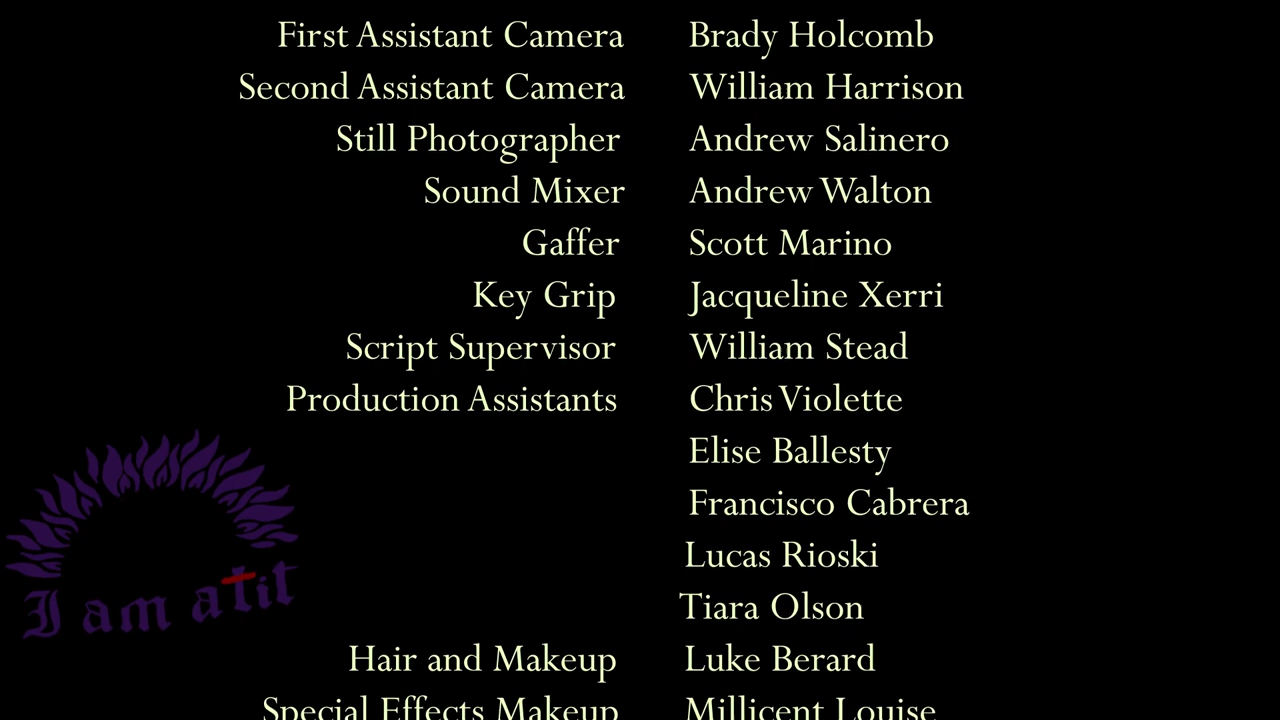 First Assistant Camera Brady Holcomb
Second Assistant Camera William Harrison
Still Photographer Andrew Salinero
Sound Mixer Andrew Walton
Gaffer Scott Marino
Key Grip Jacqueline Xerri
Script Supervisor William Stead
Production Assistants Chris Violette
Elise Ballesty
Francisco Cabrera
Lucas Rioski
Tiara Olson
Hair and Makeup Luke Berard
Special Effects Makeup Millicent Louise
I am a tit